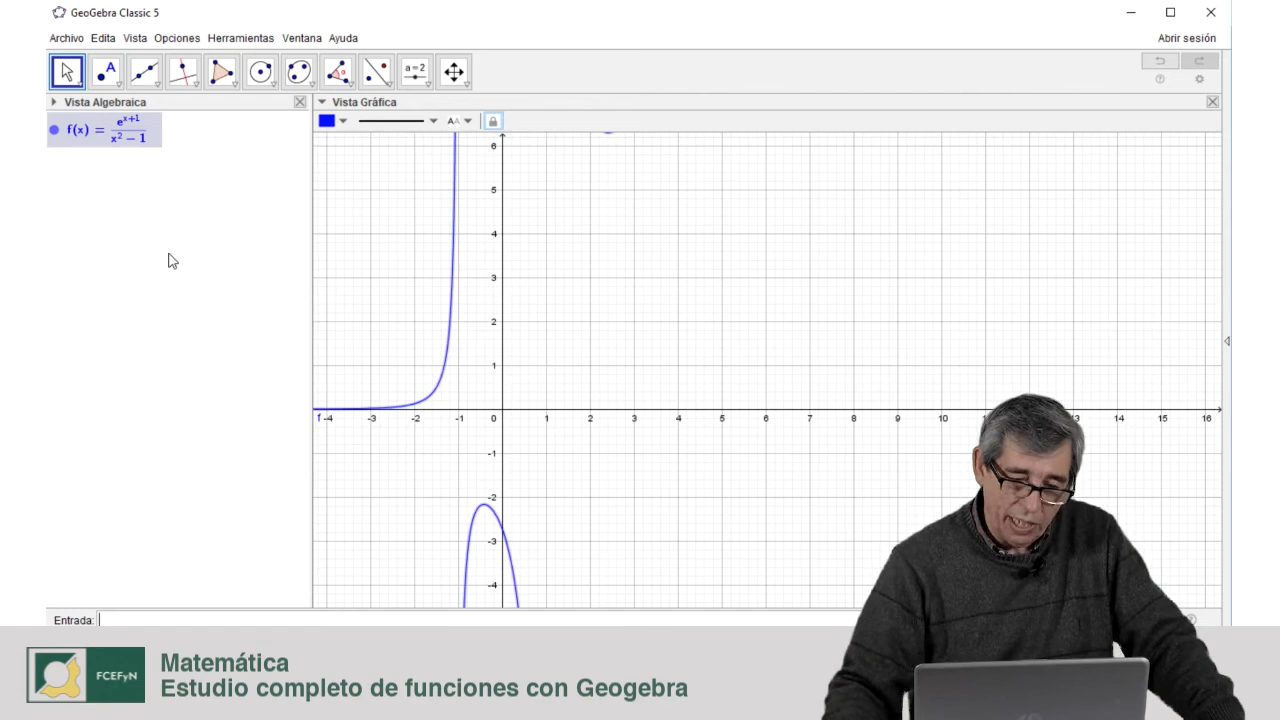 GeoGebra Classic 5
Archivo Edita Vista Opciones Herramientas Ventana Ayuda Abrir sesión
A α a = 2
Vista Algebraica
Vista Gráfica
f(x) = e^(x+1) / (x² − 1)
AA
6
5
4
3
2
1
f -4 -3 -2 -1 0 1 2 3 4 5 6 7 8 9 10 11 13 14 15 16
-1
-2
-3
-4
Entrada:
FCEFyN
Matemática
Estudio completo de funciones con Geogebra